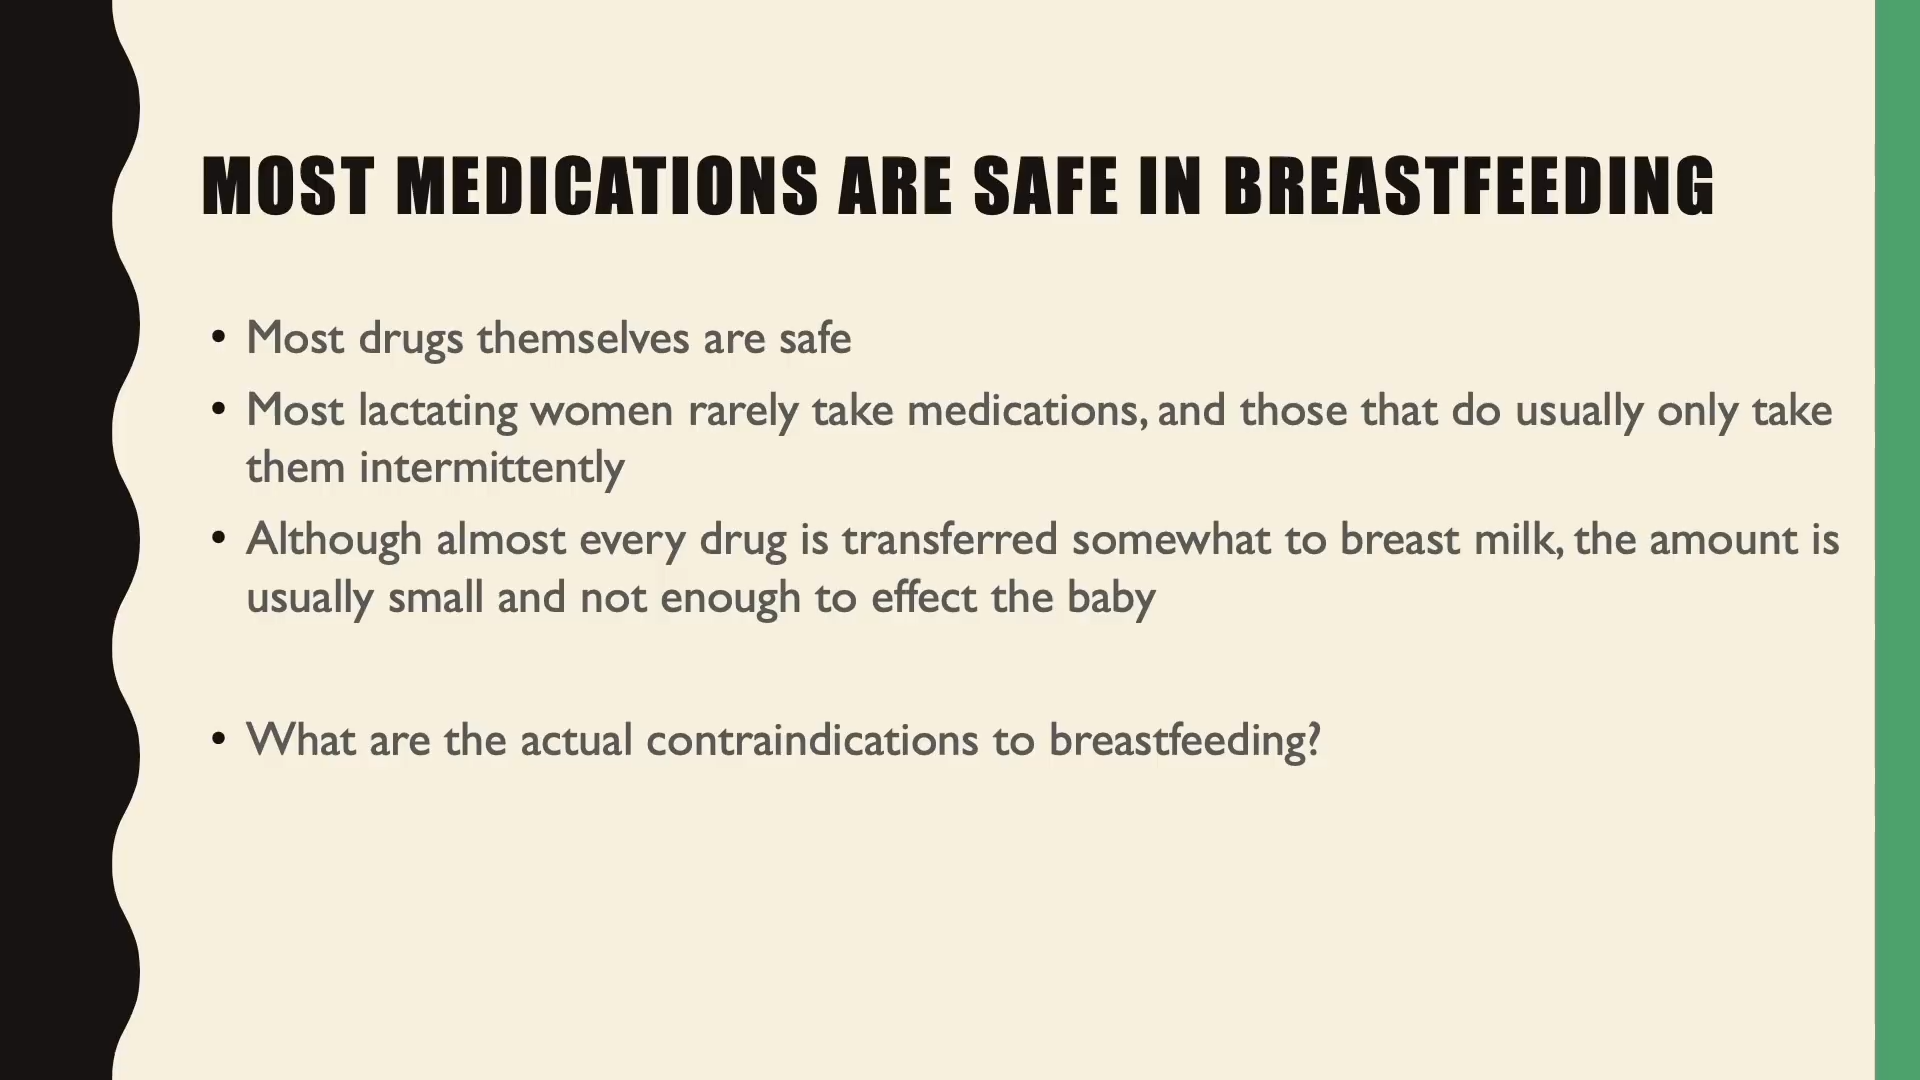 MOST MEDICATIONS ARE SAFE IN BREASTFEEDING
• Most drugs themselves are safe
• Most lactating women rarely take medications, and those that do usually only take
them intermittently
• Although almost every drug is transferred somewhat to breast milk, the amount is
usually small and not enough to effect the baby
• What are the actual contraindications to breastfeeding?